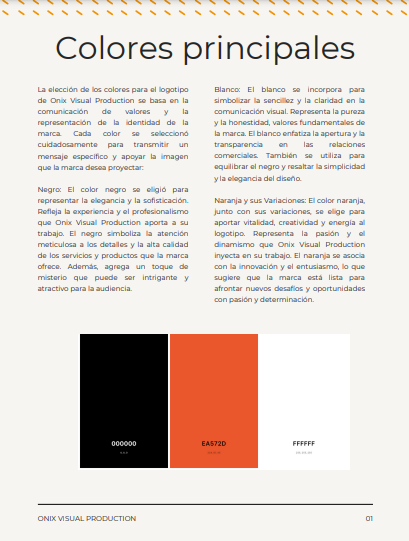 Colores principales
La elección de los colores para el logotipo
de Onix Visual Production se basa en la
comunicación de valores y la
representación de la identidad de la
marca. Cada color se seleccionó
cuidadosamente para transmitir un
mensaje específico y apoyar la imagen
que la marca desea proyectar:
Negro: El color negro se eligió para
representar la elegancia y la sofisticación.
Refleja la experiencia y el profesionalismo
que Onix Visual Production aporta a su
trabajo. El negro simboliza la atención
meticulosa a los detalles y la alta calidad
de los servicios y productos que la marca
ofrece. Además, agrega un toque de
misterio que puede ser intrigante y
atractivo para la audiencia.
Blanco: El blanco se incorpora para
simbolizar la sencillez y la claridad en la
comunicación visual. Representa la pureza
y la honestidad, valores fundamentales de
la marca. El blanco enfatiza la apertura y la
transparencia en las relaciones
comerciales. También se utiliza para
equilibrar el negro y resaltar la simplicidad
y la elegancia del diseño.
Naranja y sus Variaciones: El color naranja,
junto con sus variaciones, se elige para
aportar vitalidad, creatividad y energía al
logotipo. Representa la pasión y el
dinamismo que Onix Visual Production
inyecta en su trabajo. El naranja se asocia
con la innovación y el entusiasmo, lo que
sugiere que la marca está lista para
afrontar nuevos desafíos y oportunidades
con pasión y determinación.
000000
EA572D
FFFFFF
ONIX VISUAL PRODUCTION
01